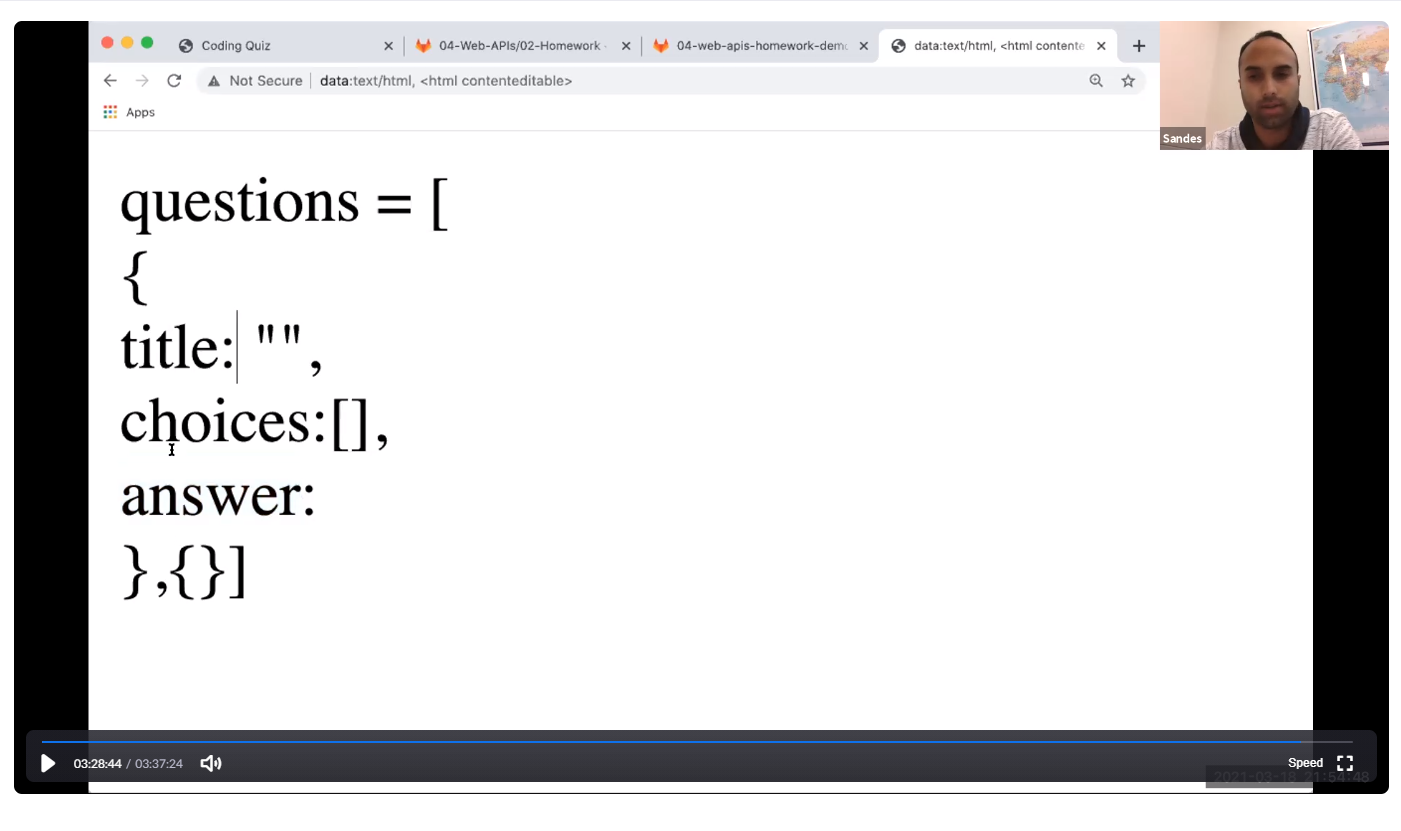 Coding Quiz
04-Web-APIs/02-Homework ·
04-web-apis-homework-demo
data:text/html, <html contente
Not Secure
data:text/html, <html contenteditable>
Apps
Sandes
questions = [
{
title: "",
choices:[],
answer:
},{}]
03:28:44 / 03:37:24
Speed
2021-03-18 21:54:48